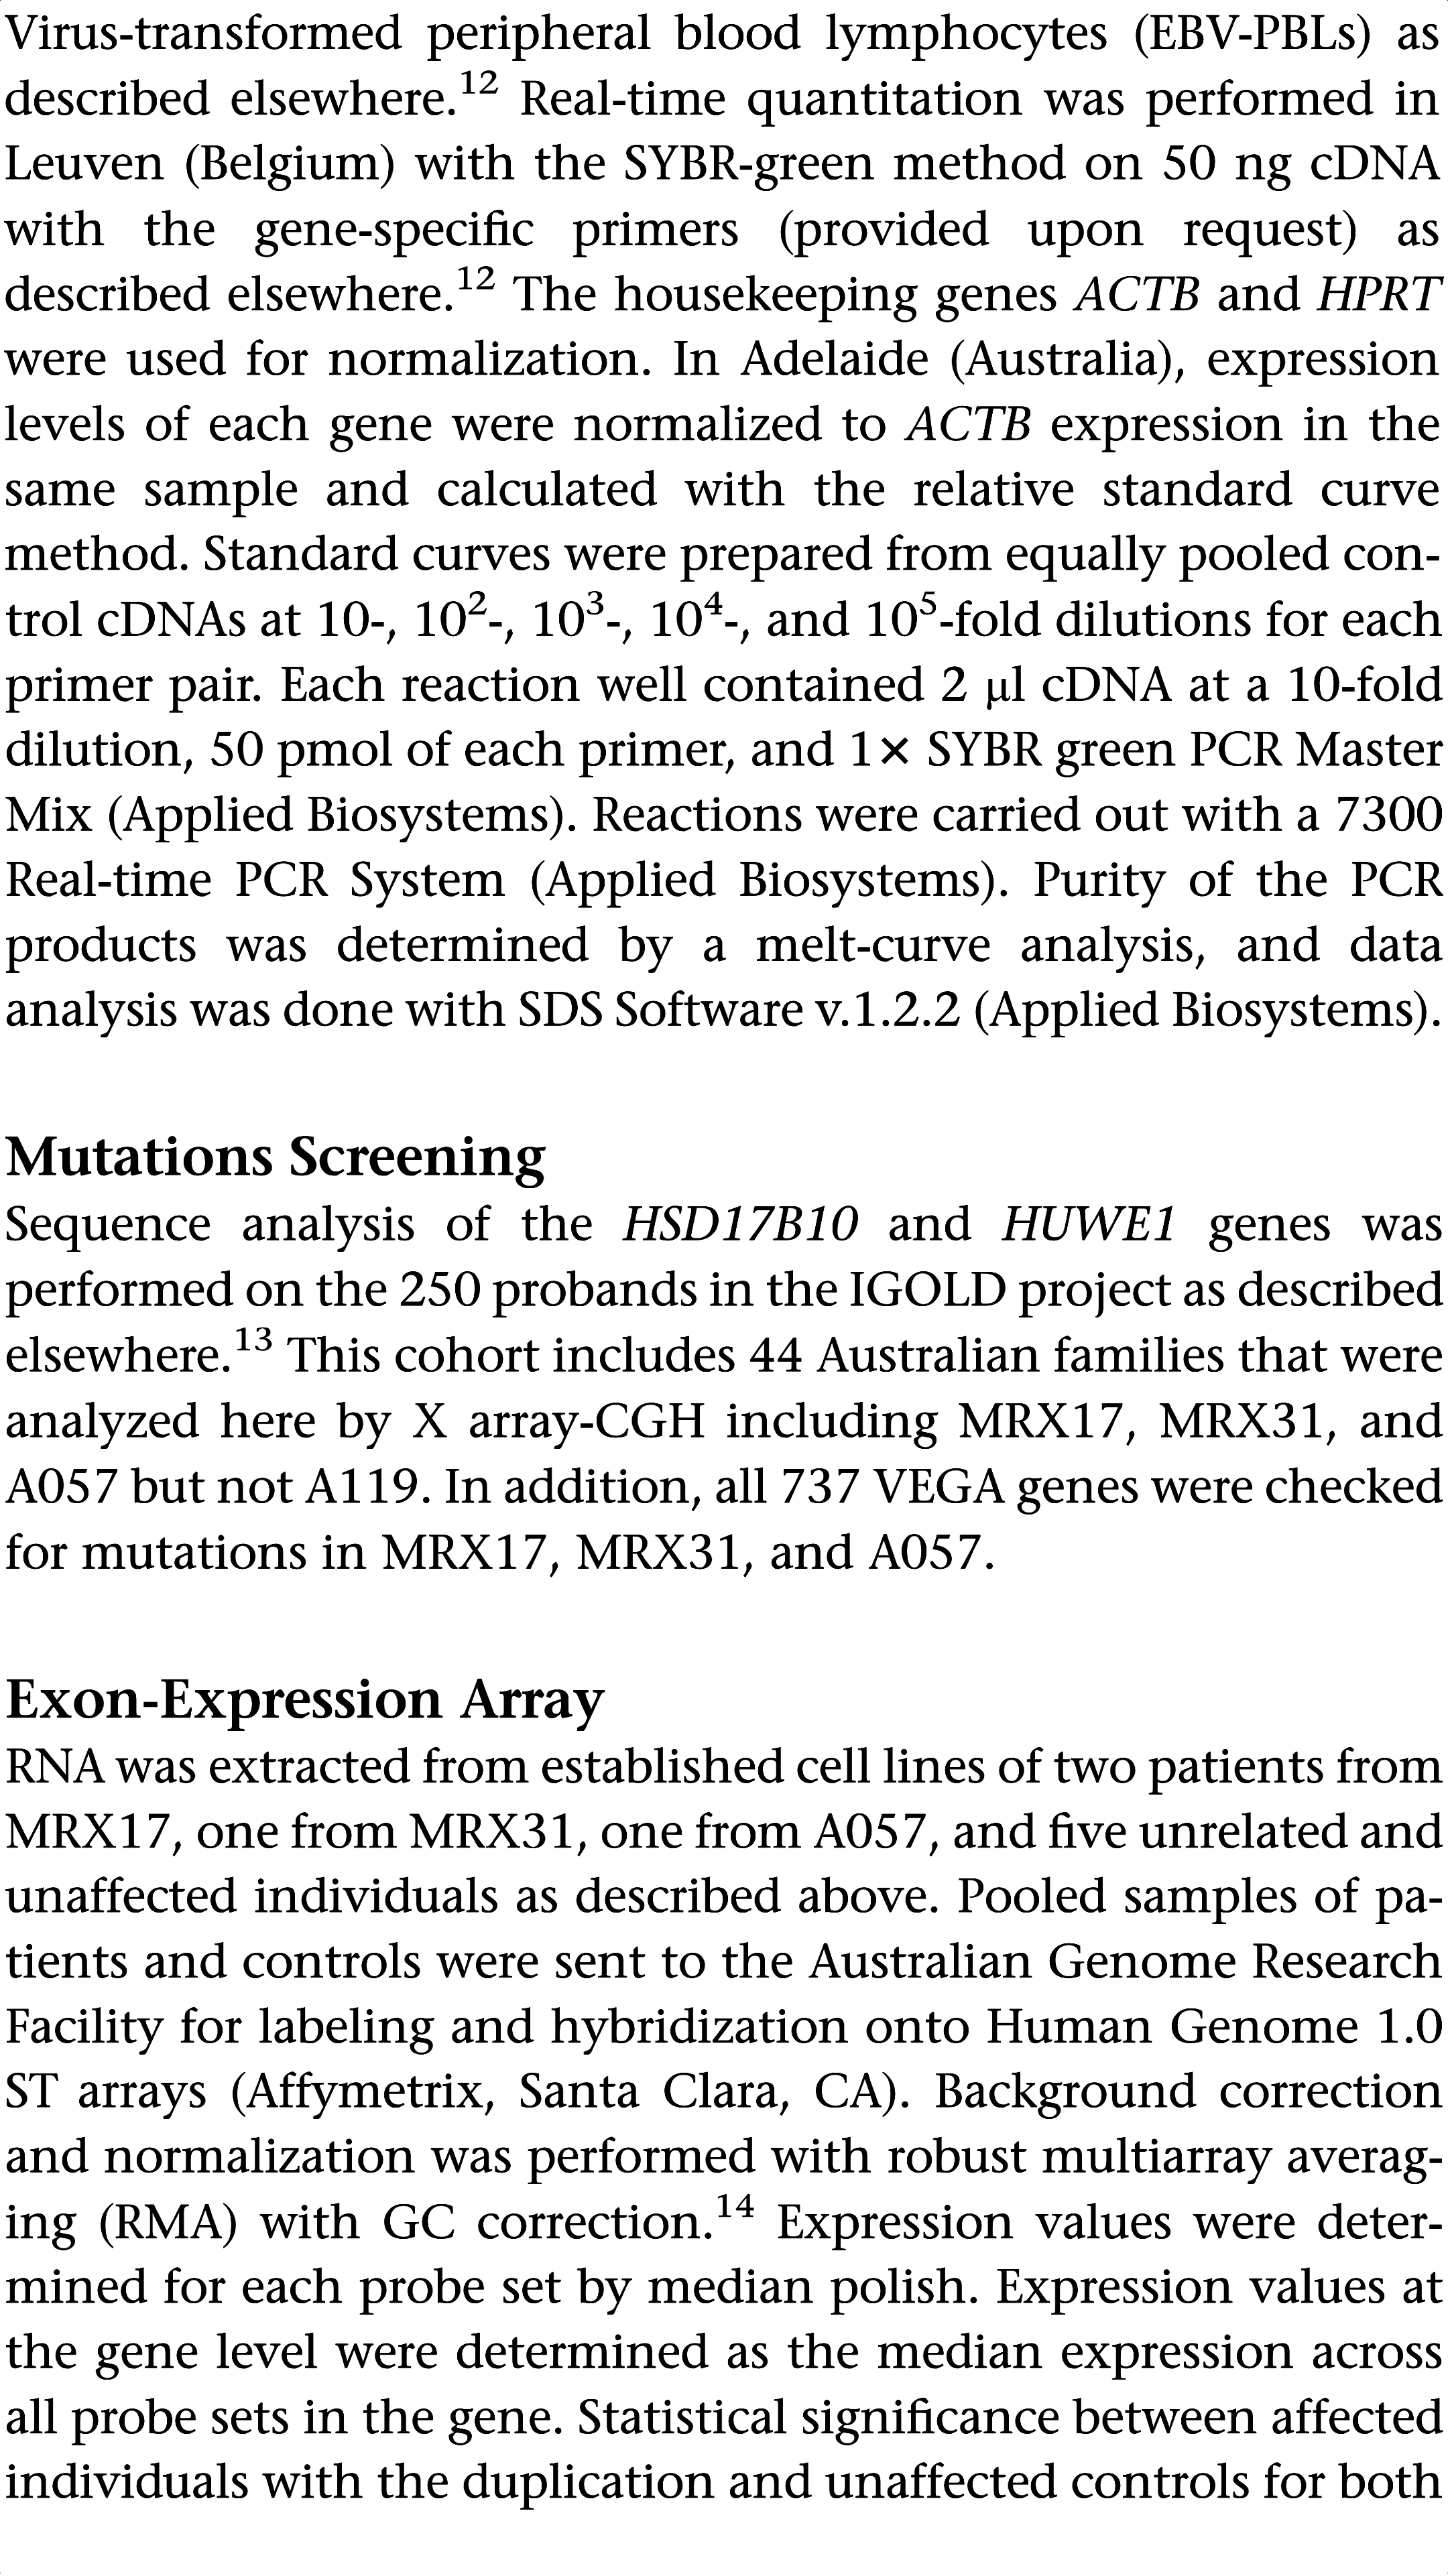 Virus-transformed peripheral blood lymphocytes (EBV-PBLs) as
described elsewhere.¹² Real-time quantitation was performed in
Leuven (Belgium) with the SYBR-green method on 50 ng cDNA
with the gene-specific primers (provided upon request) as
described elsewhere.¹² The housekeeping genes ACTB and HPRT
were used for normalization. In Adelaide (Australia), expression
levels of each gene were normalized to ACTB expression in the
same sample and calculated with the relative standard curve
method. Standard curves were prepared from equally pooled con-
trol cDNAs at 10-, 10²-, 10³-, 10⁴-, and 10⁵-fold dilutions for each
primer pair. Each reaction well contained 2 μl cDNA at a 10-fold
dilution, 50 pmol of each primer, and 1× SYBR green PCR Master
Mix (Applied Biosystems). Reactions were carried out with a 7300
Real-time PCR System (Applied Biosystems). Purity of the PCR
products was determined by a melt-curve analysis, and data
analysis was done with SDS Software v.1.2.2 (Applied Biosystems).
Mutations Screening
Sequence analysis of the HSD17B10 and HUWE1 genes was
performed on the 250 probands in the IGOLD project as described
elsewhere.¹³ This cohort includes 44 Australian families that were
analyzed here by X array-CGH including MRX17, MRX31, and
A057 but not A119. In addition, all 737 VEGA genes were checked
for mutations in MRX17, MRX31, and A057.
Exon-Expression Array
RNA was extracted from established cell lines of two patients from
MRX17, one from MRX31, one from A057, and five unrelated and
unaffected individuals as described above. Pooled samples of pa-
tients and controls were sent to the Australian Genome Research
Facility for labeling and hybridization onto Human Genome 1.0
ST arrays (Affymetrix, Santa Clara, CA). Background correction
and normalization was performed with robust multiarray averag-
ing (RMA) with GC correction.¹⁴ Expression values were deter-
mined for each probe set by median polish. Expression values at
the gene level were determined as the median expression across
all probe sets in the gene. Statistical significance between affected
individuals with the duplication and unaffected controls for both